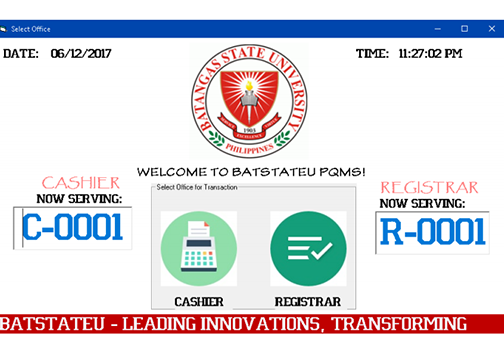 Select Office
DATE: 06/12/2017
TIME: 11:27:02 PM
BATANGAS STATE UNIVERSITY
1903
EXCELLENCE
PHILIPPINES
WELCOME TO BATSTATEU PQMS!
CASHIER
NOW SERVING:
C-0001
Select Office for Transaction
CASHIER
REGISTRAR
REGISTRAR
NOW SERVING:
R-0001
BATSTATEU - LEADING INNOVATIONS, TRANSFORMING